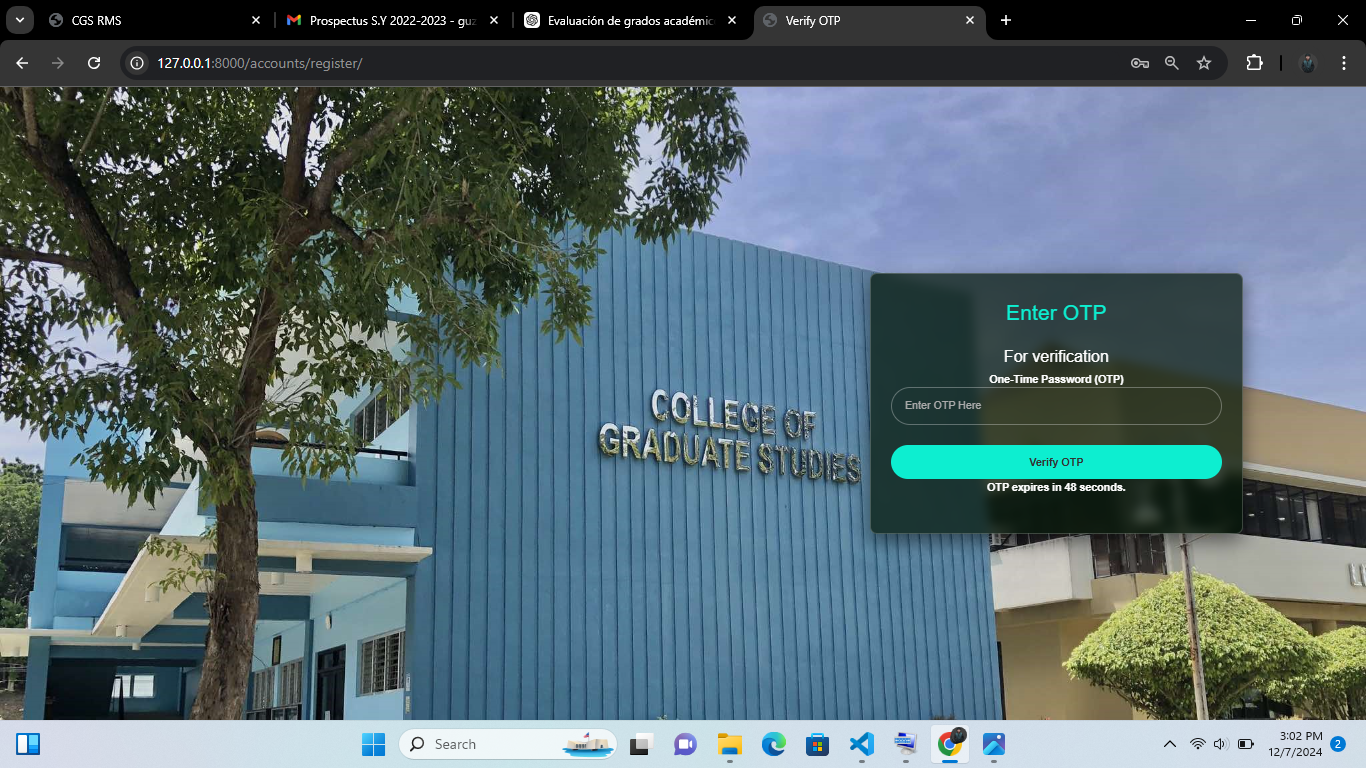 CGS RMS
Prospectus S.Y 2022-2023 - guz
Evaluación de grados académic
Verify OTP
127.0.0.1:8000/accounts/register/
COLLEGE OF
GRADUATE STUDIES
Enter OTP
For verification
One-Time Password (OTP)
Enter OTP Here
Verify OTP
OTP expires in 48 seconds.
Search
3:02 PM
12/7/2024
2